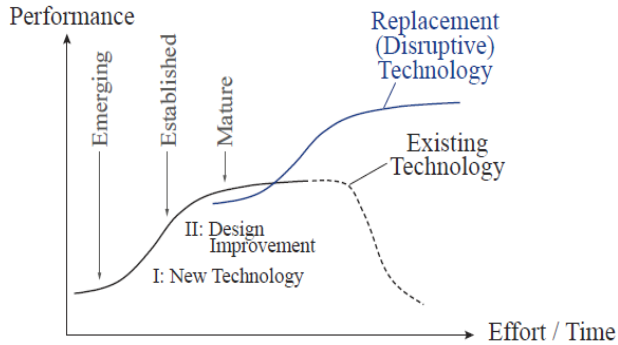 Performance
Replacement
(Disruptive)
Technology
Emerging
Established
Mature
Existing
Technology
II: Design
Improvement
I: New Technology
Effort / Time